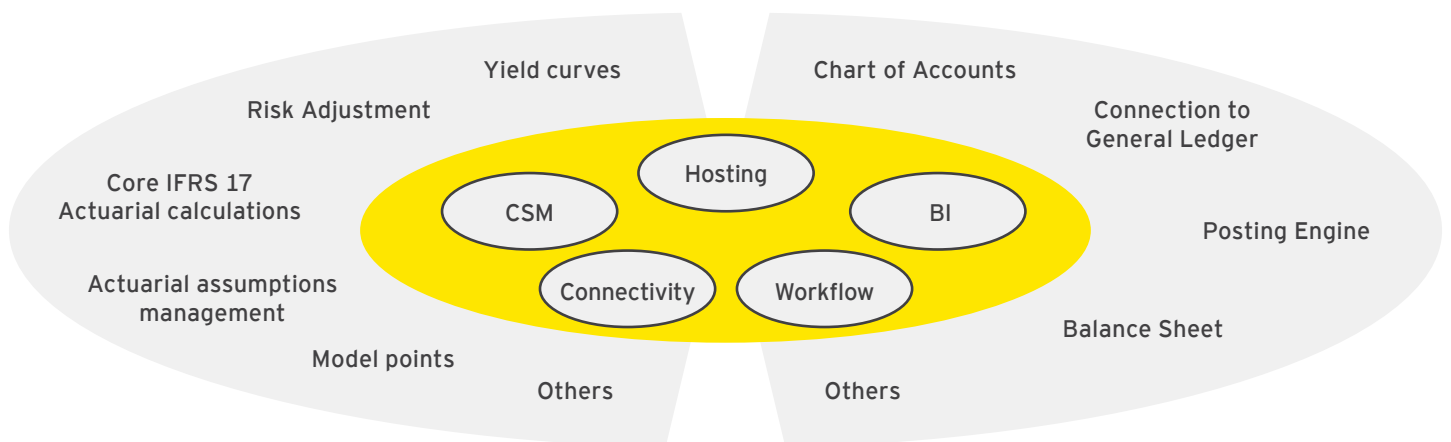 Yield curves
Risk Adjustment
Core IFRS 17
Actuarial calculations
Actuarial assumptions
management
Model points
Others
Hosting
CSM
BI
Connectivity
Workflow
Chart of Accounts
Connection to
General Ledger
Posting Engine
Balance Sheet
Others